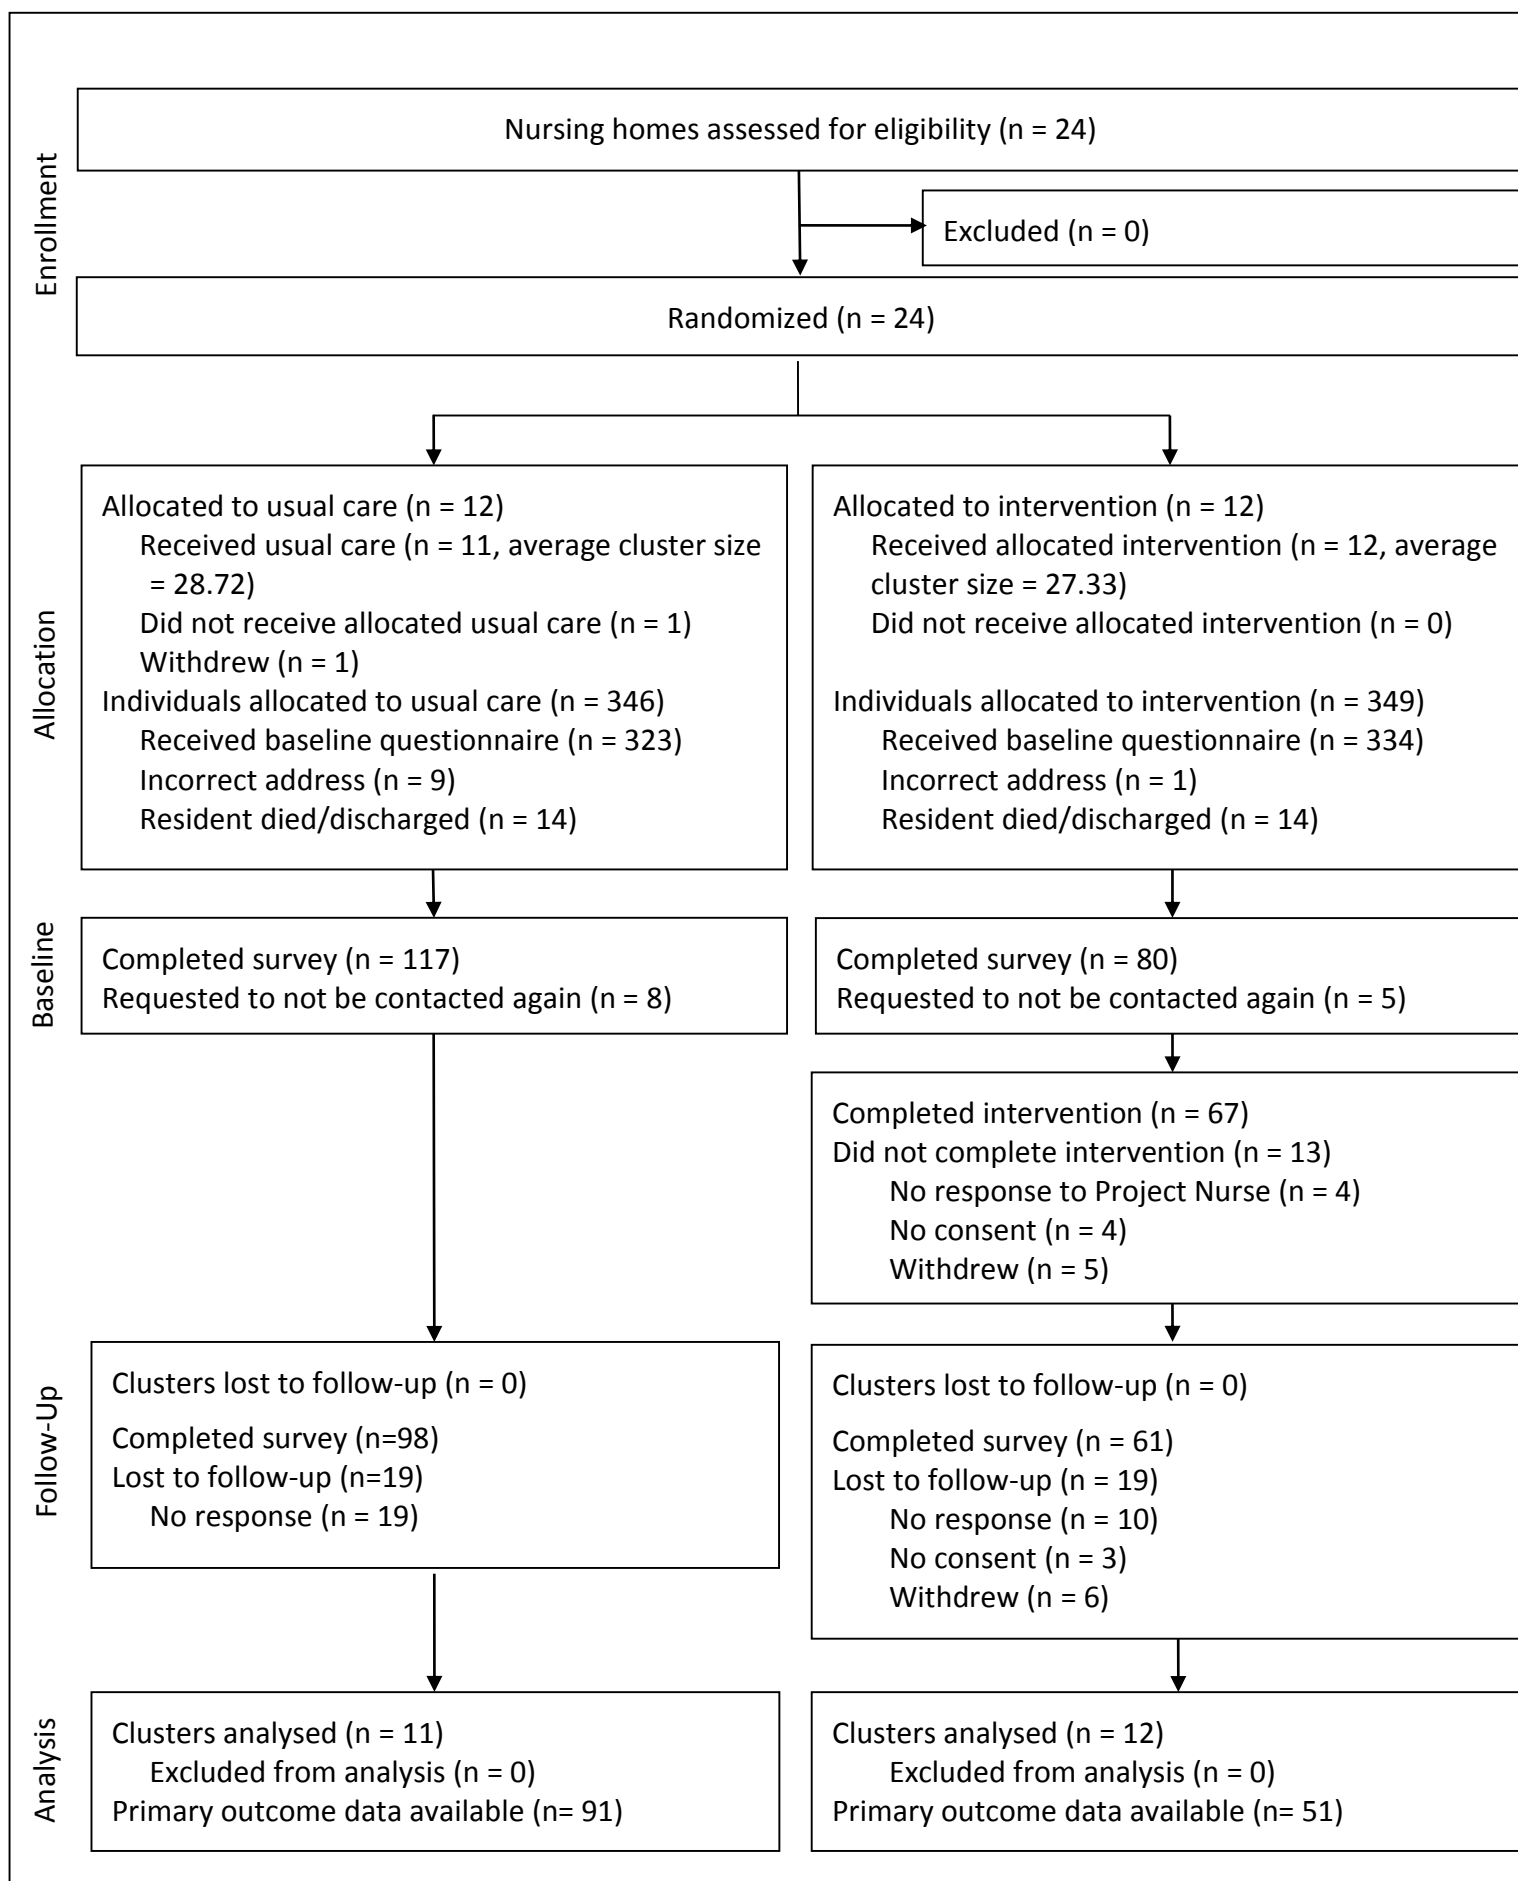 Enrollment
Nursing homes assessed for eligibility (n = 24)
Excluded (n = 0)
Randomized (n = 24)
Allocation
Allocated to usual care (n = 12)
Received usual care (n = 11, average cluster size
= 28.72)
Did not receive allocated usual care (n = 1)
Withdrew (n = 1)
Individuals allocated to usual care (n = 346)
Received baseline questionnaire (n = 323)
Incorrect address (n = 9)
Resident died/discharged (n = 14)
Allocated to intervention (n = 12)
Received allocated intervention (n = 12, average
cluster size = 27.33)
Did not receive allocated intervention (n = 0)
Individuals allocated to intervention (n = 349)
Received baseline questionnaire (n = 334)
Incorrect address (n = 1)
Resident died/discharged (n = 14)
Baseline
Completed survey (n = 117)
Requested to not be contacted again (n = 8)
Completed survey (n = 80)
Requested to not be contacted again (n = 5)
Completed intervention (n = 67)
Did not complete intervention (n = 13)
No response to Project Nurse (n = 4)
No consent (n = 4)
Withdrew (n = 5)
Follow-Up
Clusters lost to follow-up (n = 0)
Completed survey (n=98)
Lost to follow-up (n=19)
No response (n = 19)
Clusters lost to follow-up (n = 0)
Completed survey (n = 61)
Lost to follow-up (n = 19)
No response (n = 10)
No consent (n = 3)
Withdrew (n = 6)
Analysis
Clusters analysed (n = 11)
Excluded from analysis (n = 0)
Primary outcome data available (n= 91)
Clusters analysed (n = 12)
Excluded from analysis (n = 0)
Primary outcome data available (n= 51)